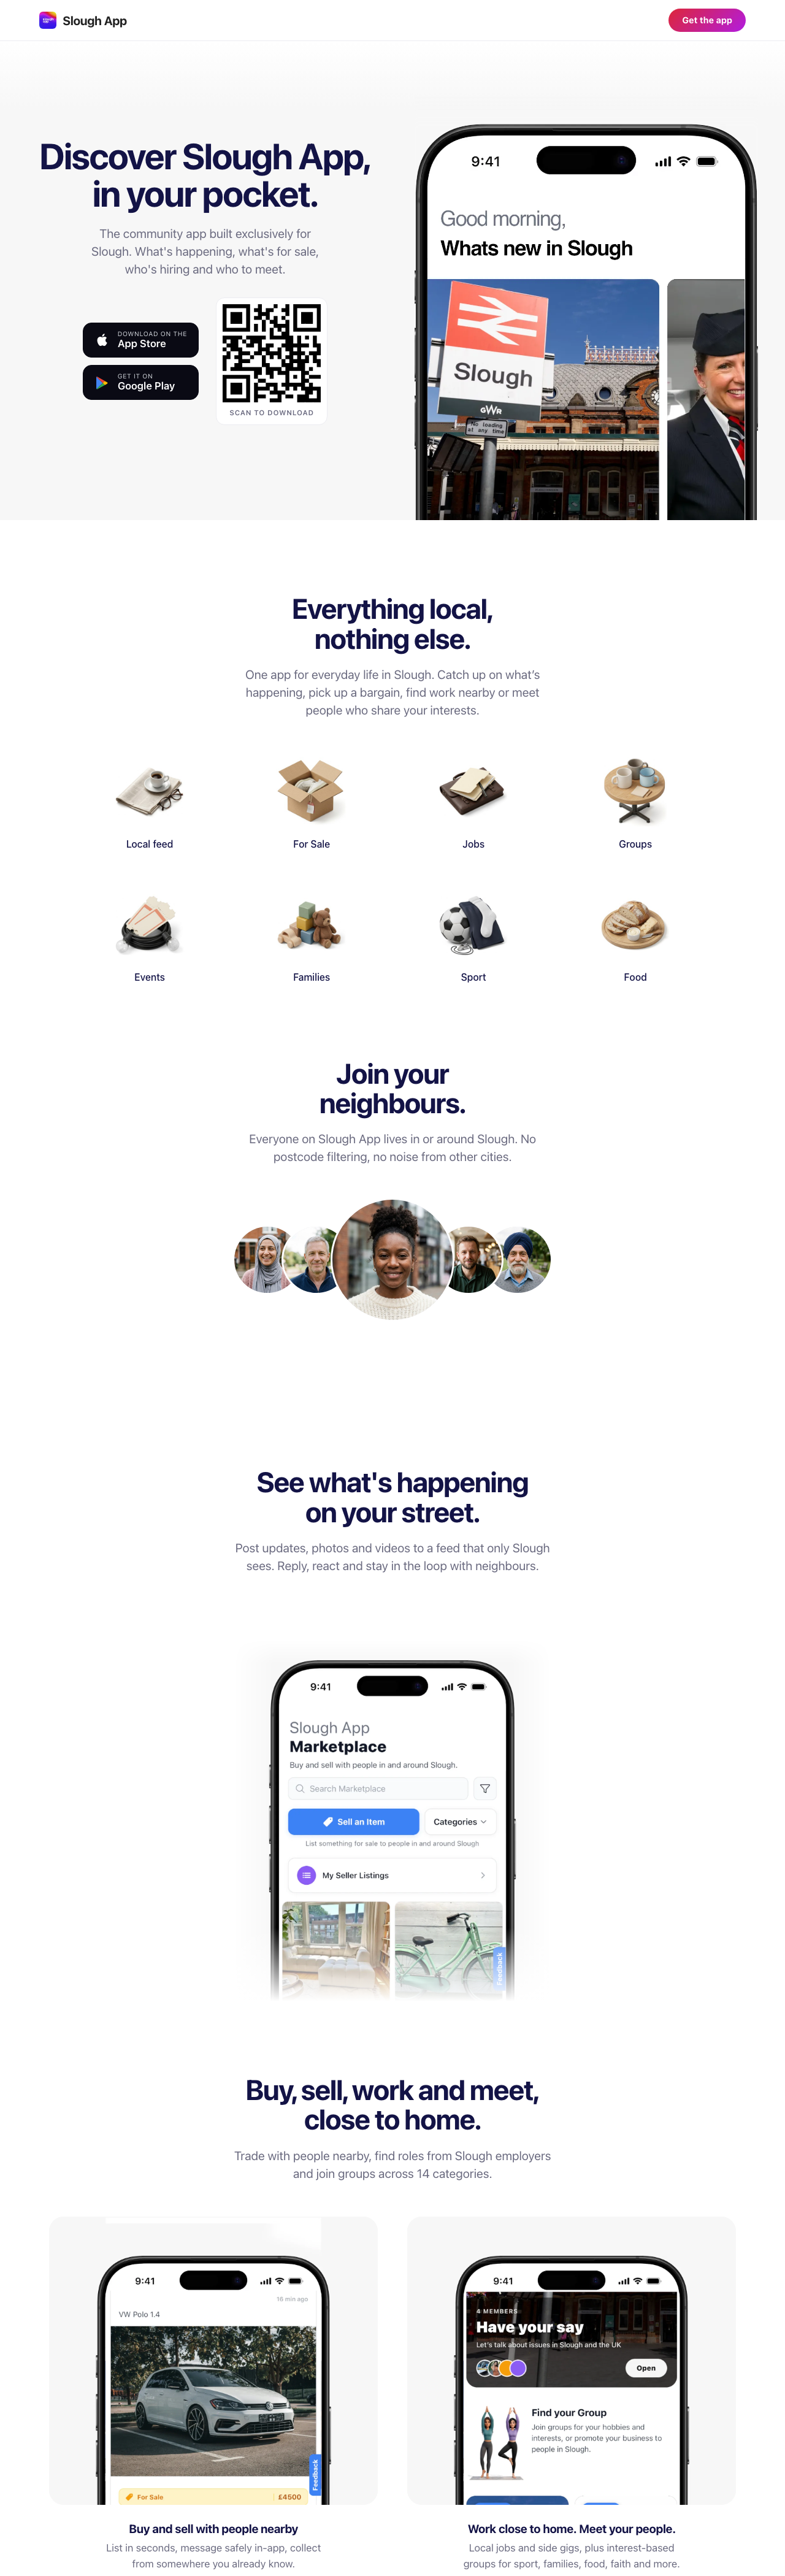 Slough App
Get the app
Discover Slough App,
in your pocket.
The community app built exclusively for
Slough. What's happening, what's for sale,
who's hiring and who to meet.
DOWNLOAD ON THE
App Store
GET IT ON
Google Play
SCAN TO DOWNLOAD
9:41
Good morning,
Whats new in Slough
Slough
GWR
No loading
at any time
Everything local,
nothing else.
One app for everyday life in Slough. Catch up on what’s
happening, pick up a bargain, find work nearby or meet
people who share your interests.
Local feed
For Sale
Jobs
Groups
Events
Families
Sport
Food
Join your
neighbours.
Everyone on Slough App lives in or around Slough. No
postcode filtering, no noise from other cities.
See what's happening
on your street.
Post updates, photos and videos to a feed that only Slough
sees. Reply, react and stay in the loop with neighbours.
9:41
Slough App
Marketplace
Buy and sell with people in and around Slough.
Search Marketplace
Sell an Item
Categories
List something for sale to people in and around Slough
My Seller Listings
Feedback
Buy, sell, work and meet,
close to home.
Trade with people nearby, find roles from Slough employers
and join groups across 14 categories.
9:41
16 min ago
VW Polo 1.4
Feedback
For Sale
£4500
Buy and sell with people nearby
List in seconds, message safely in-app, collect
from somewhere you already know.
9:41
4 MEMBERS
Have your say
Let's talk about issues in Slough and the UK
Open
Find your Group
Join groups for your hobbies and
interests, or promote your business to
people in Slough.
Work close to home. Meet your people.
Local jobs and side gigs, plus interest-based
groups for sport, families, food, faith and more.